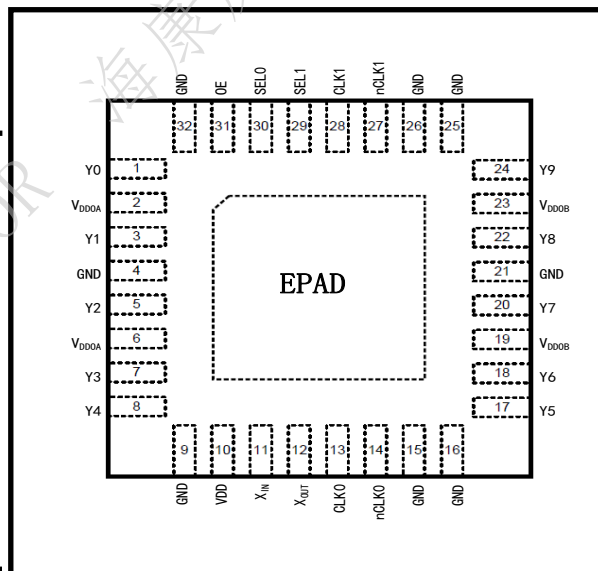 海康
OR
GND OE SEL0 SEL1 CLK1 nCLK1 GND GND
32 31 30 29 28 27 26 25
Y0 1 24 Y9
VDDOA 2 23 VDDOB
Y1 3 22 Y8
GND 4 21 GND
EPAD
Y2 5 20 Y7
VDDOA 6 19 VDDOB
Y3 7 18 Y6
Y4 8 17 Y5
9 10 11 12 13 14 15 16
GND VDD XIN XOUT CLK0 nCLK0 GND GND